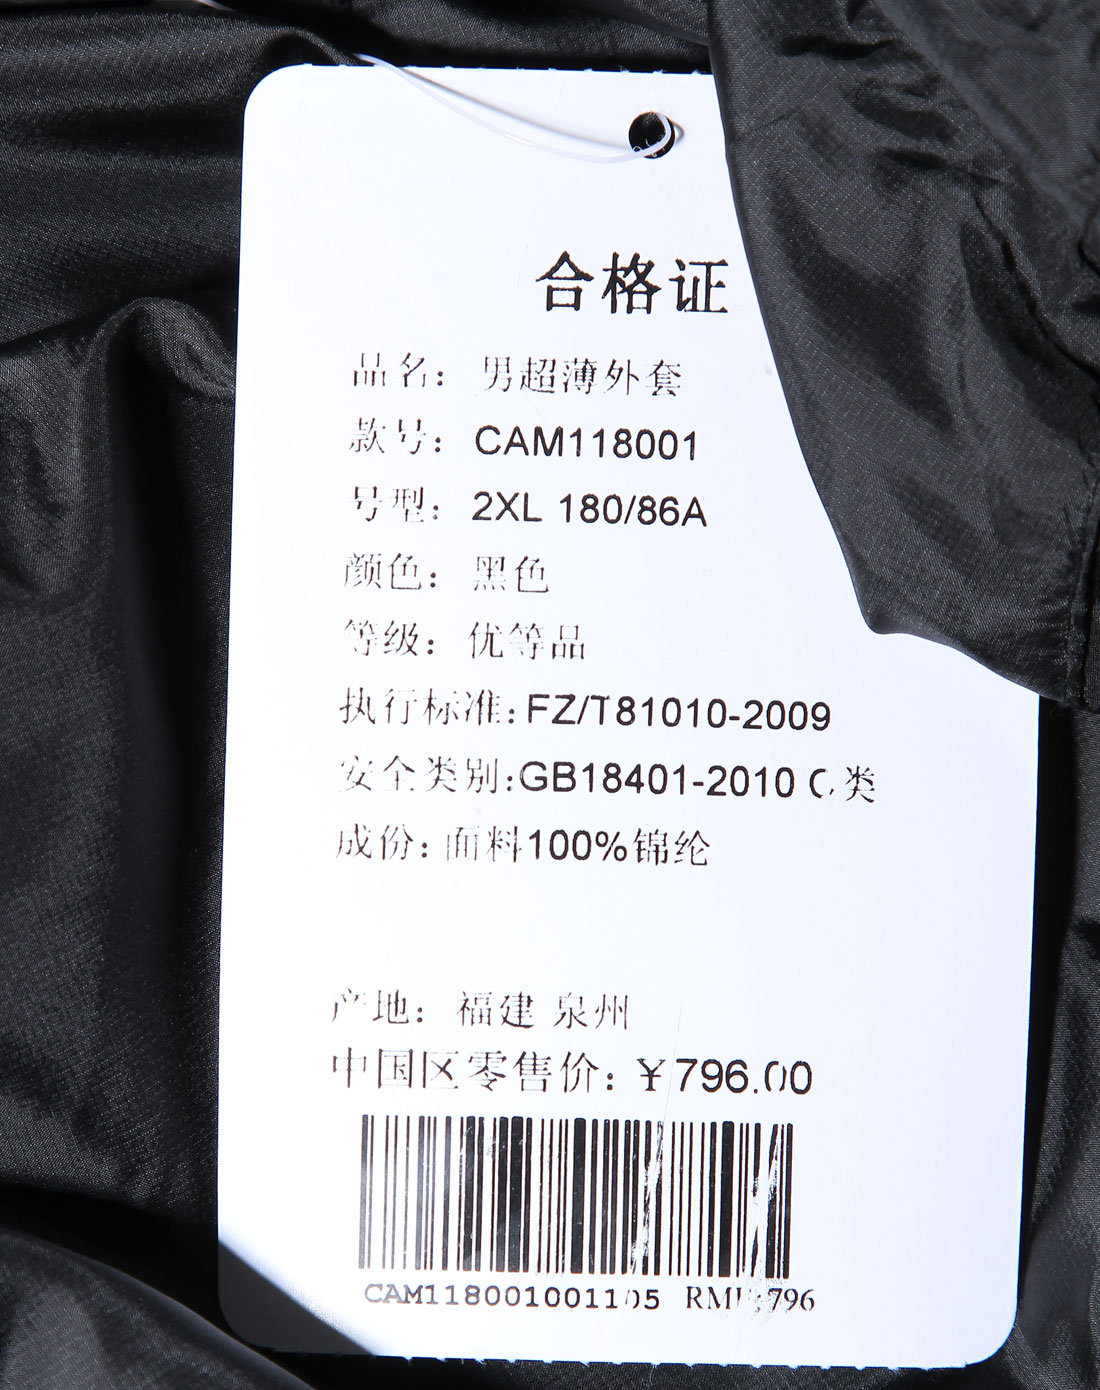 合格证
品名: 男超薄外套
款号: CAM118001
号型: 2XL 180/86A
颜色: 黑色
等级: 优等品
执行标准:FZ/T81010-2009
安全类别:GB18401-2010 C类
成份: 面料100%锦纶
产地: 福建 泉州
中国区零售价: ¥796.00
CAM118001001105 RMB:796